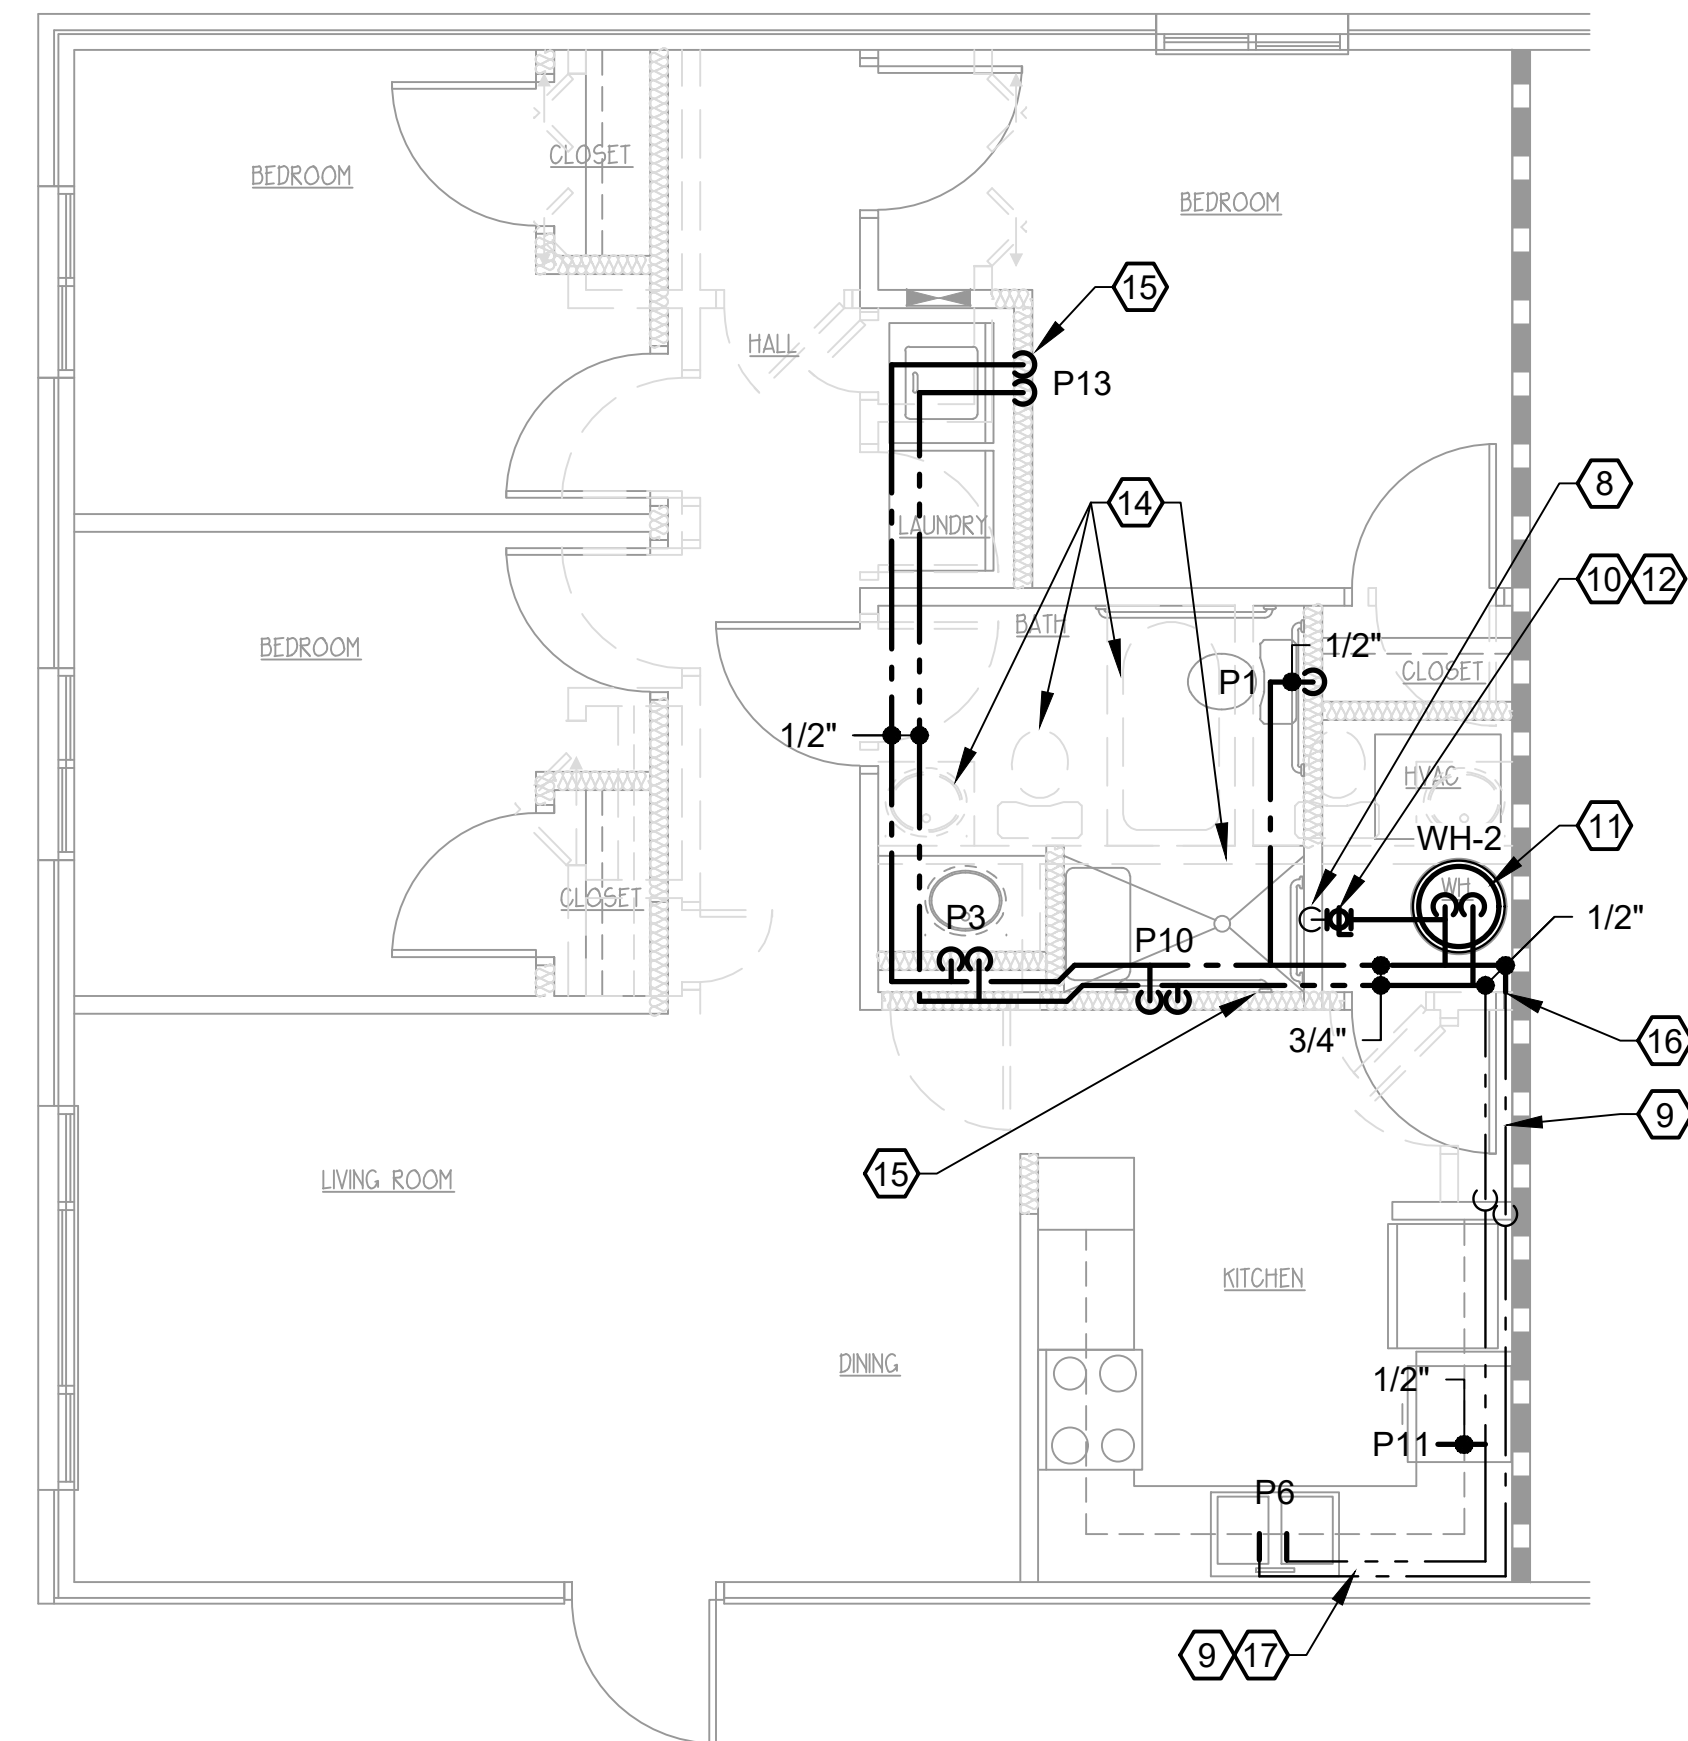 CLOSET
BEDROOM
BEDROOM
15
HALL
P13
8
14
LAUNDRY
10 12
BATH
1/2"
BEDROOM
CLOSET
P1
1/2"
HVAC
11
WH-2
WH
CLOSET
P3
1/2"
P10
3/4"
16
9
15
LIVING ROOM
KITCHEN
DINING
1/2"
P11
P6
9 17